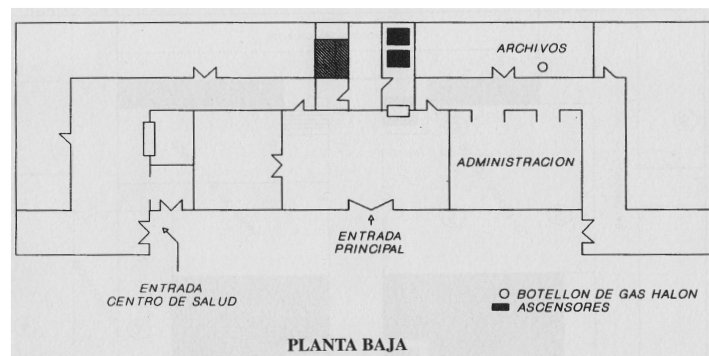 ARCHIVOS
ADMINISTRACION
ENTRADA
PRINCIPAL
ENTRADA
CENTRO DE SALUD
BOTELLON DE GAS HALON
ASCENSORES
PLANTA BAJA